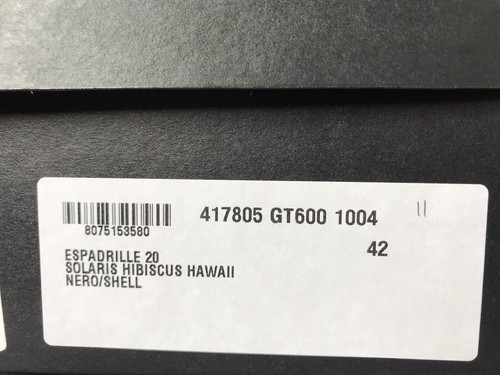 417805 GT600 1004
11
8075153580
42
ESPADRILLE 20
SOLARIS HIBISCUS HAWAII
NERO/SHELL